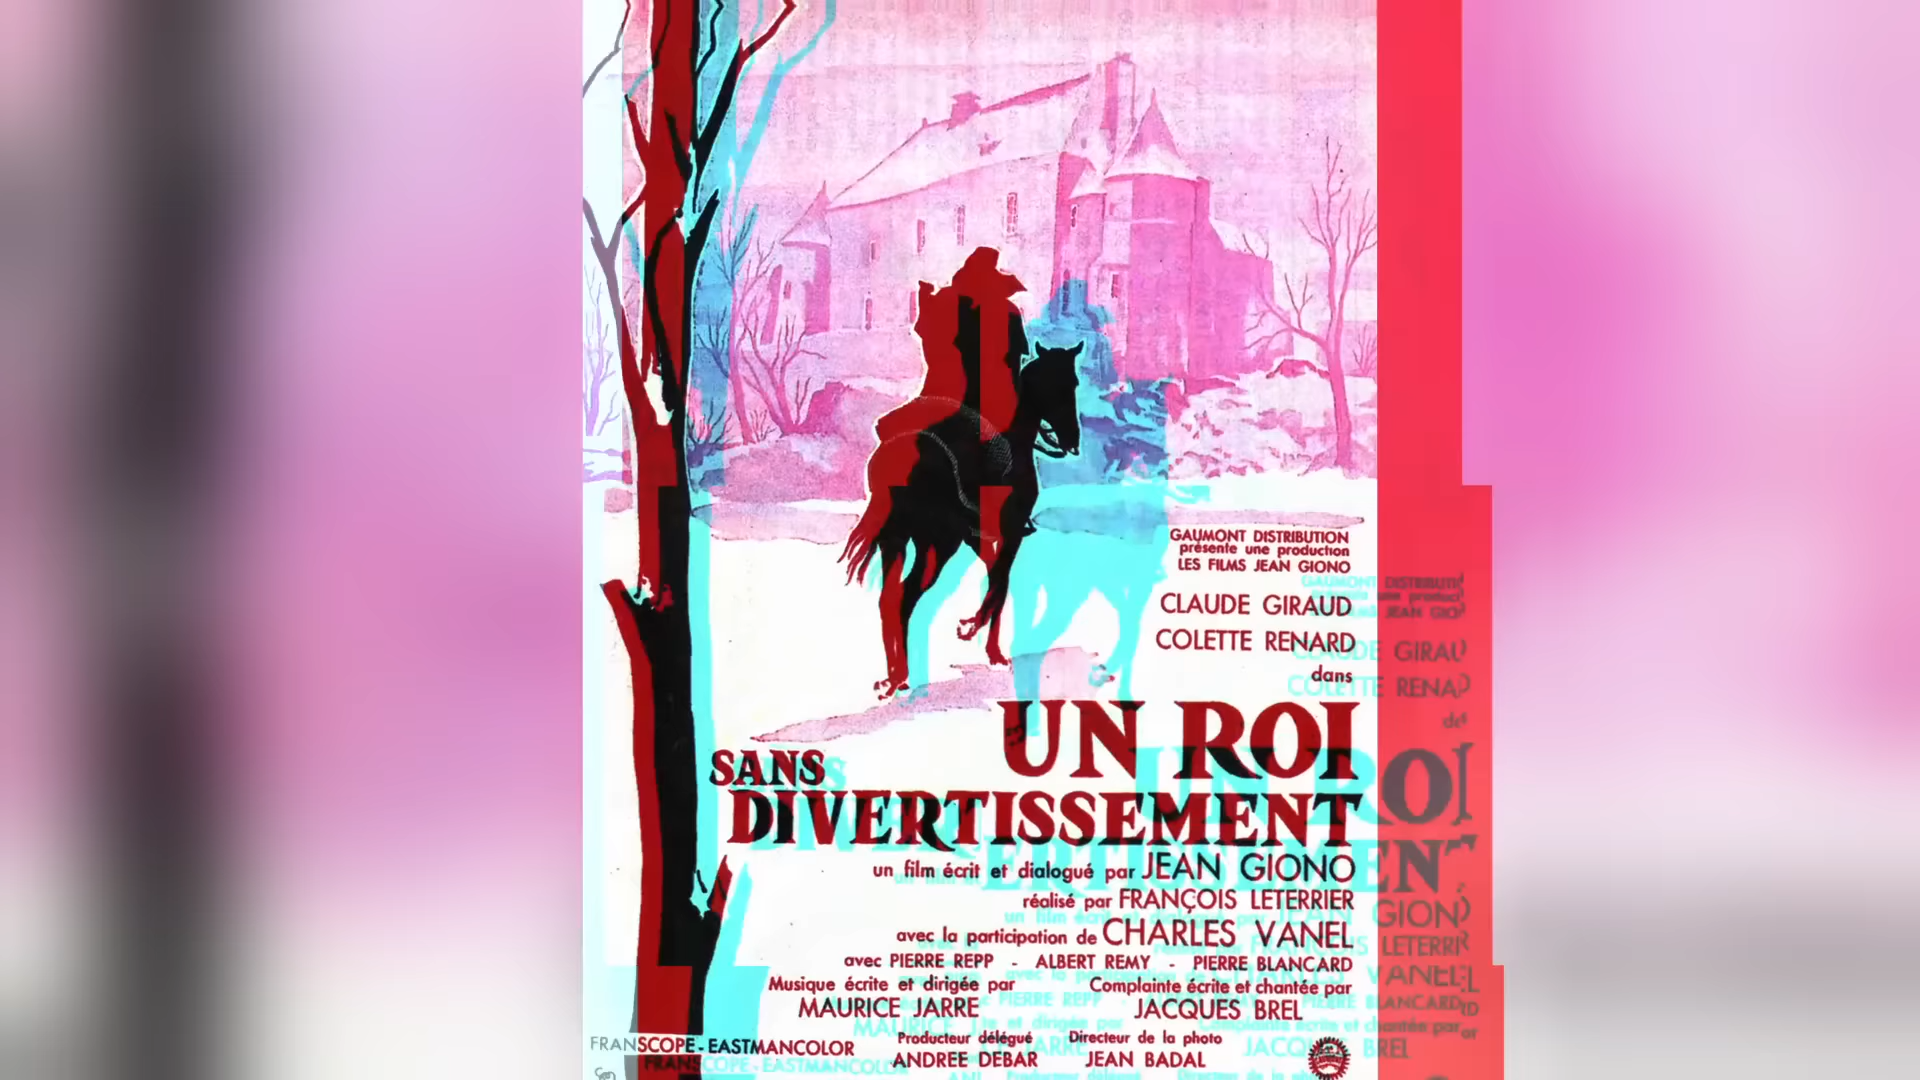 GAUMONT DISTRIBUTION
présente une production
LES FILMS JEAN GIONO
CLAUDE GIRAUD
COLETTE RENARD
dans
UN ROI
SANS
DIVERTISSEMENT
un film écrit et dialogué par JEAN GIONO
réalisé par FRANÇOIS LETERRIER
avec la participation de CHARLES VANEL
avec PIERRE REPP - ALBERT REMY - PIERRE BLANCARD
Musique écrite et dirigée par
MAURICE JARRE
Complainte écrite et chantée par
JACQUES BREL
Producteur délégué
ANDREE DEBAR
Directeur de la photo
JEAN BADAL
FRANSCOPE - EASTMANCOLOR